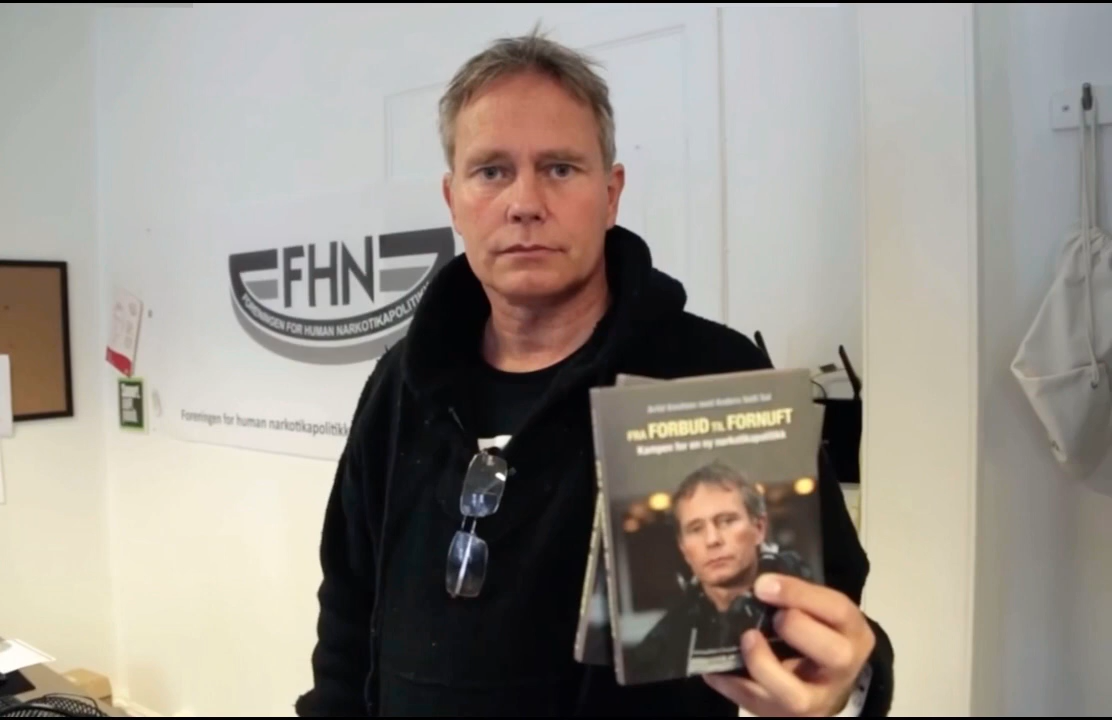 FHN
FORENINGEN FOR HUMAN NARKOTIKAPOLITIKK
Foreningen for human narkotikapolitikk
FRA FORBUD TIL FORNUFT
Kampen for en ny narkotikapolitikk